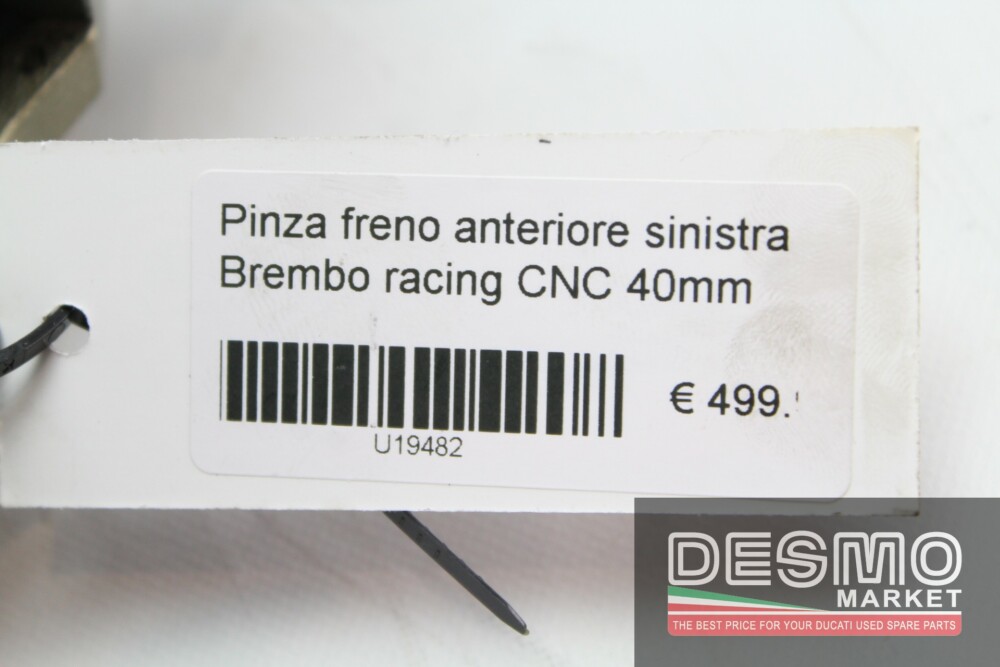 Pinza freno anteriore sinistra
Brembo racing CNC 40mm
€ 499.
U19482
DESMO
MARKET
THE BEST PRICE FOR YOUR DUCATI USED SPARE PARTS